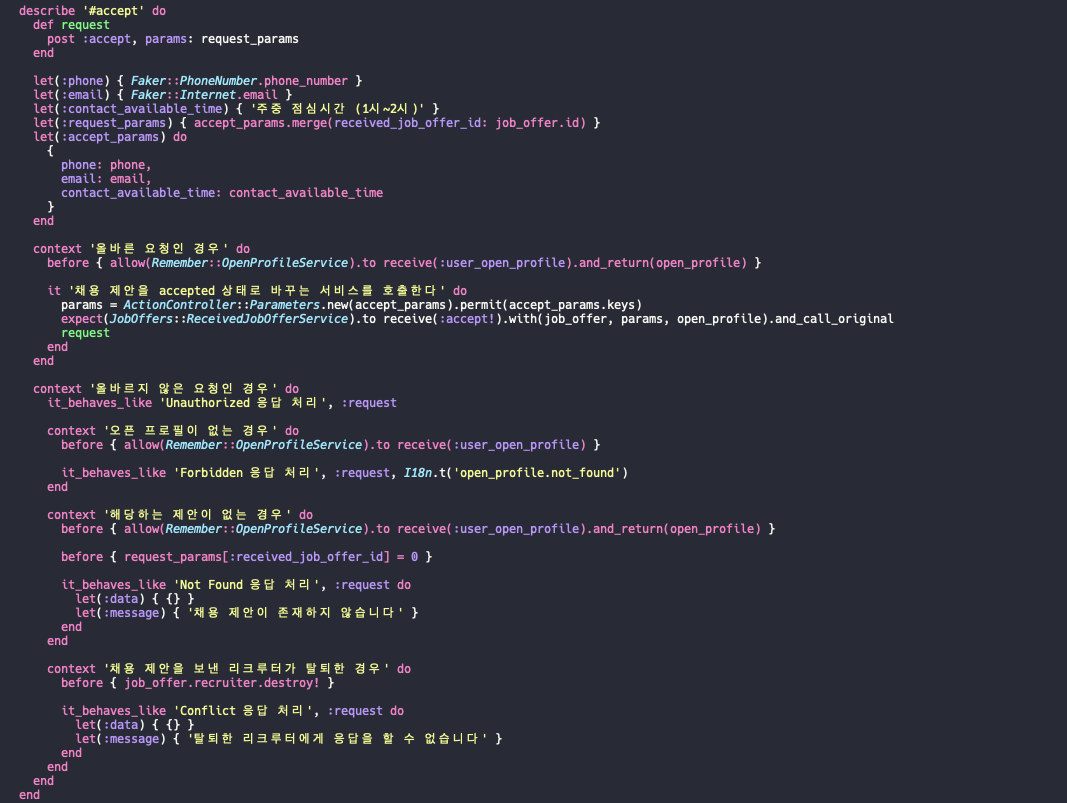 describe '#accept' do
  def request
    post :accept, params: request_params
  end

  let(:phone) { Faker::PhoneNumber.phone_number }
  let(:email) { Faker::Internet.email }
  let(:contact_available_time) { '주중 점심시간 (1시~2시)' }
  let(:request_params) { accept_params.merge(received_job_offer_id: job_offer.id) }
  let(:accept_params) do
    {
      phone: phone,
      email: email,
      contact_available_time: contact_available_time
    }
  end

  context '올바른 요청인 경우' do
    before { allow(Remember::OpenProfileService).to receive(:user_open_profile).and_return(open_profile) }

    it '채용 제안을 accepted 상태로 바꾸는 서비스를 호출한다' do
      params = ActionController::Parameters.new(accept_params).permit(accept_params.keys)
      expect(JobOffers::ReceivedJobOfferService).to receive(:accept!).with(job_offer, params, open_profile).and_call_original
      request
    end
  end

  context '올바르지 않은 요청인 경우' do
    it_behaves_like 'Unauthorized 응답 처리', :request

    context '오픈 프로필이 없는 경우' do
      before { allow(Remember::OpenProfileService).to receive(:user_open_profile) }

      it_behaves_like 'Forbidden 응답 처리', :request, I18n.t('open_profile.not_found')
    end

    context '해당하는 제안이 없는 경우' do
      before { allow(Remember::OpenProfileService).to receive(:user_open_profile).and_return(open_profile) }

      before { request_params[:received_job_offer_id] = 0 }

      it_behaves_like 'Not Found 응답 처리', :request do
        let(:data) { {} }
        let(:message) { '채용 제안이 존재하지 않습니다' }
      end
    end

    context '채용 제안을 보낸 리크루터가 탈퇴한 경우' do
      before { job_offer.recruiter.destroy! }

      it_behaves_like 'Conflict 응답 처리', :request do
        let(:data) { {} }
        let(:message) { '탈퇴한 리크루터에게 응답을 할 수 없습니다' }
      end
    end
  end
end